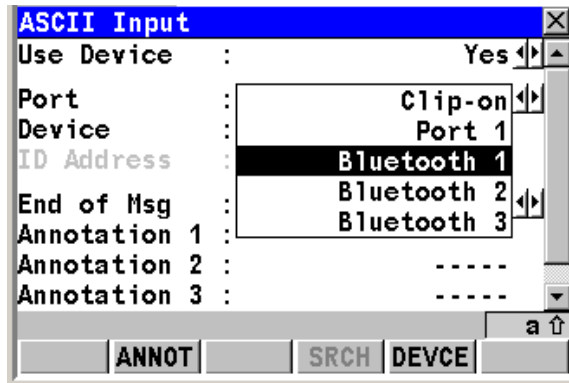 ASCII Input
Use Device : Yes
Port : Clip-on
Device : Port 1
ID Address : Bluetooth 1
Bluetooth 2
End of Msg : Bluetooth 3
Annotation 1 :
Annotation 2 : -----
Annotation 3 : -----
a
ANNOT SRCH DEVCE